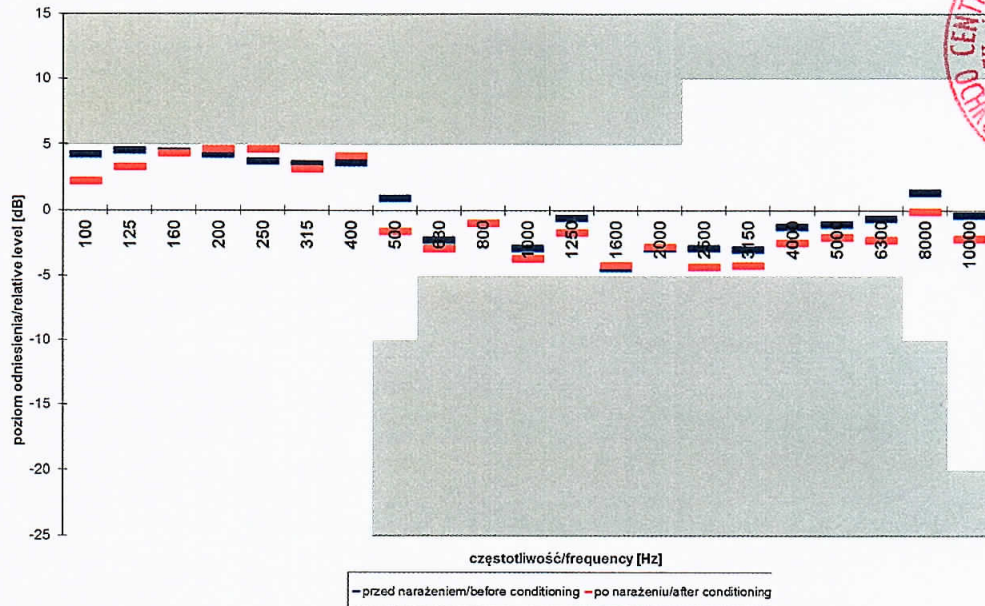 15
10
5
0
-5
-10
-15
-20
-25
poziom odniesienia/relative level [dB]
100 125 160 200 250 315 400 500 630 800 1000 1250 1600 2000 2500 3150 4000 5000 6300 8000 10000
częstotliwość/frequency [Hz]
przed narażeniem/before conditioning po narażeniu/after conditioning